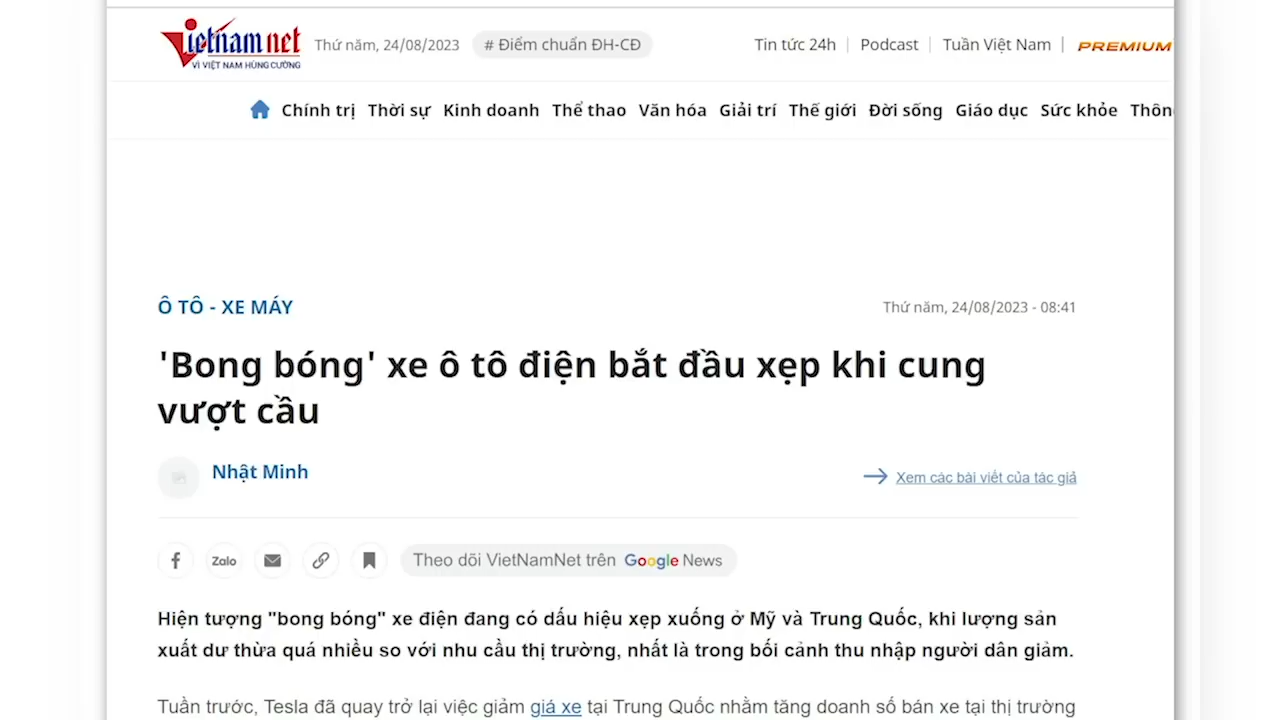 Vietnamnet
VÌ VIỆT NAM HÙNG CƯỜNG
Thứ năm, 24/08/2023
# Điểm chuẩn ĐH-CĐ
Tin tức 24h
Podcast
Tuần Việt Nam
PREMIUM
Chính trị Thời sự Kinh doanh Thể thao Văn hóa Giải trí Thế giới Đời sống Giáo dục Sức khỏe Thôn
Ô TÔ - XE MÁY
Thứ năm, 24/08/2023 - 08:41
'Bong bóng' xe ô tô điện bắt đầu xẹp khi cung
vượt cầu
Nhật Minh
Xem các bài viết của tác giả
Zalo
Theo dõi VietNamNet trên Google News
Hiện tượng "bong bóng" xe điện đang có dấu hiệu xẹp xuống ở Mỹ và Trung Quốc, khi lượng sản
xuất dư thừa quá nhiều so với nhu cầu thị trường, nhất là trong bối cảnh thu nhập người dân giảm.
Tuần trước, Tesla đã quay trở lại việc giảm giá xe tại Trung Quốc nhằm tăng doanh số bán xe tại thị trường